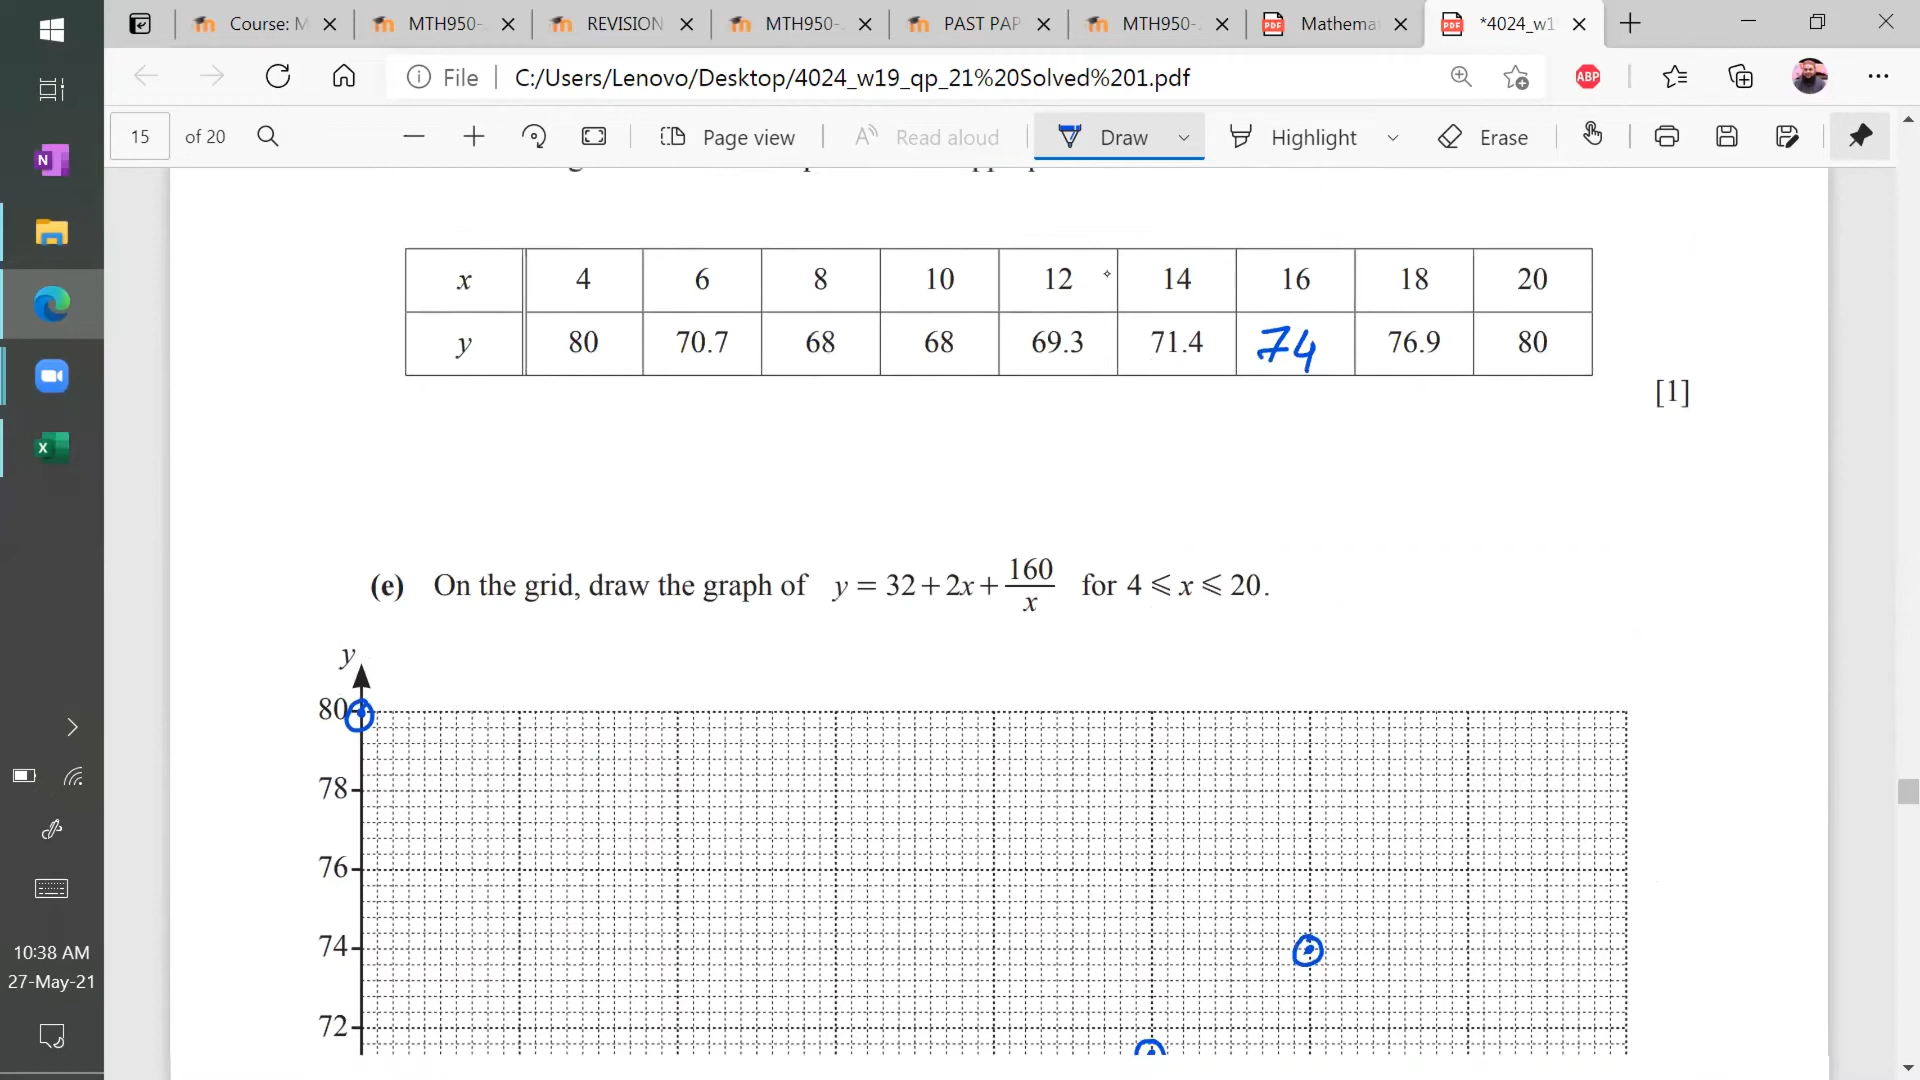 Course: M
MTH950-
REVISION
MTH950-
PAST PAP
MTH950-
Mathema
*4024_w1
File
C:/Users/Lenovo/Desktop/4024_w19_qp_21%20Solved%201.pdf
ABP
15 of 20
Page view
Read aloud
Draw
Highlight
Erase
x 4 6 8 10 12 14 16 18 20
y 80 70.7 68 68 69.3 71.4 74 76.9 80
[1]
(e) On the grid, draw the graph of y = 32 + 2x + 160/x for 4 ⩽ x ⩽ 20.
y
80
78
76
74
72
10:38 AM
27-May-21